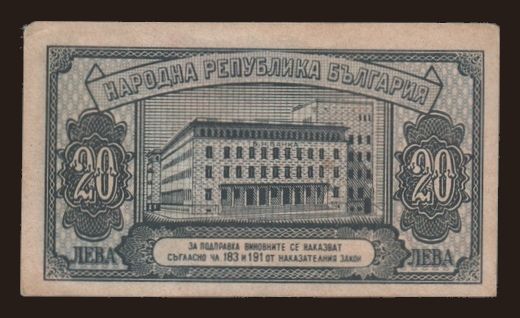 НАРОДНА РЕПУБЛИКА БЪЛГАРИЯ
Б.Н.БАНКА
20
20
ЗА ПОДПРАВКА ВИНОВНИТЕ СЕ НАКАЗВАТ
СЪГЛАСНО ЧЛ. 183 И 191 ОТ НАКАЗАТЕЛНИЯ ЗАКОН
ЛЕВА
ЛЕВА